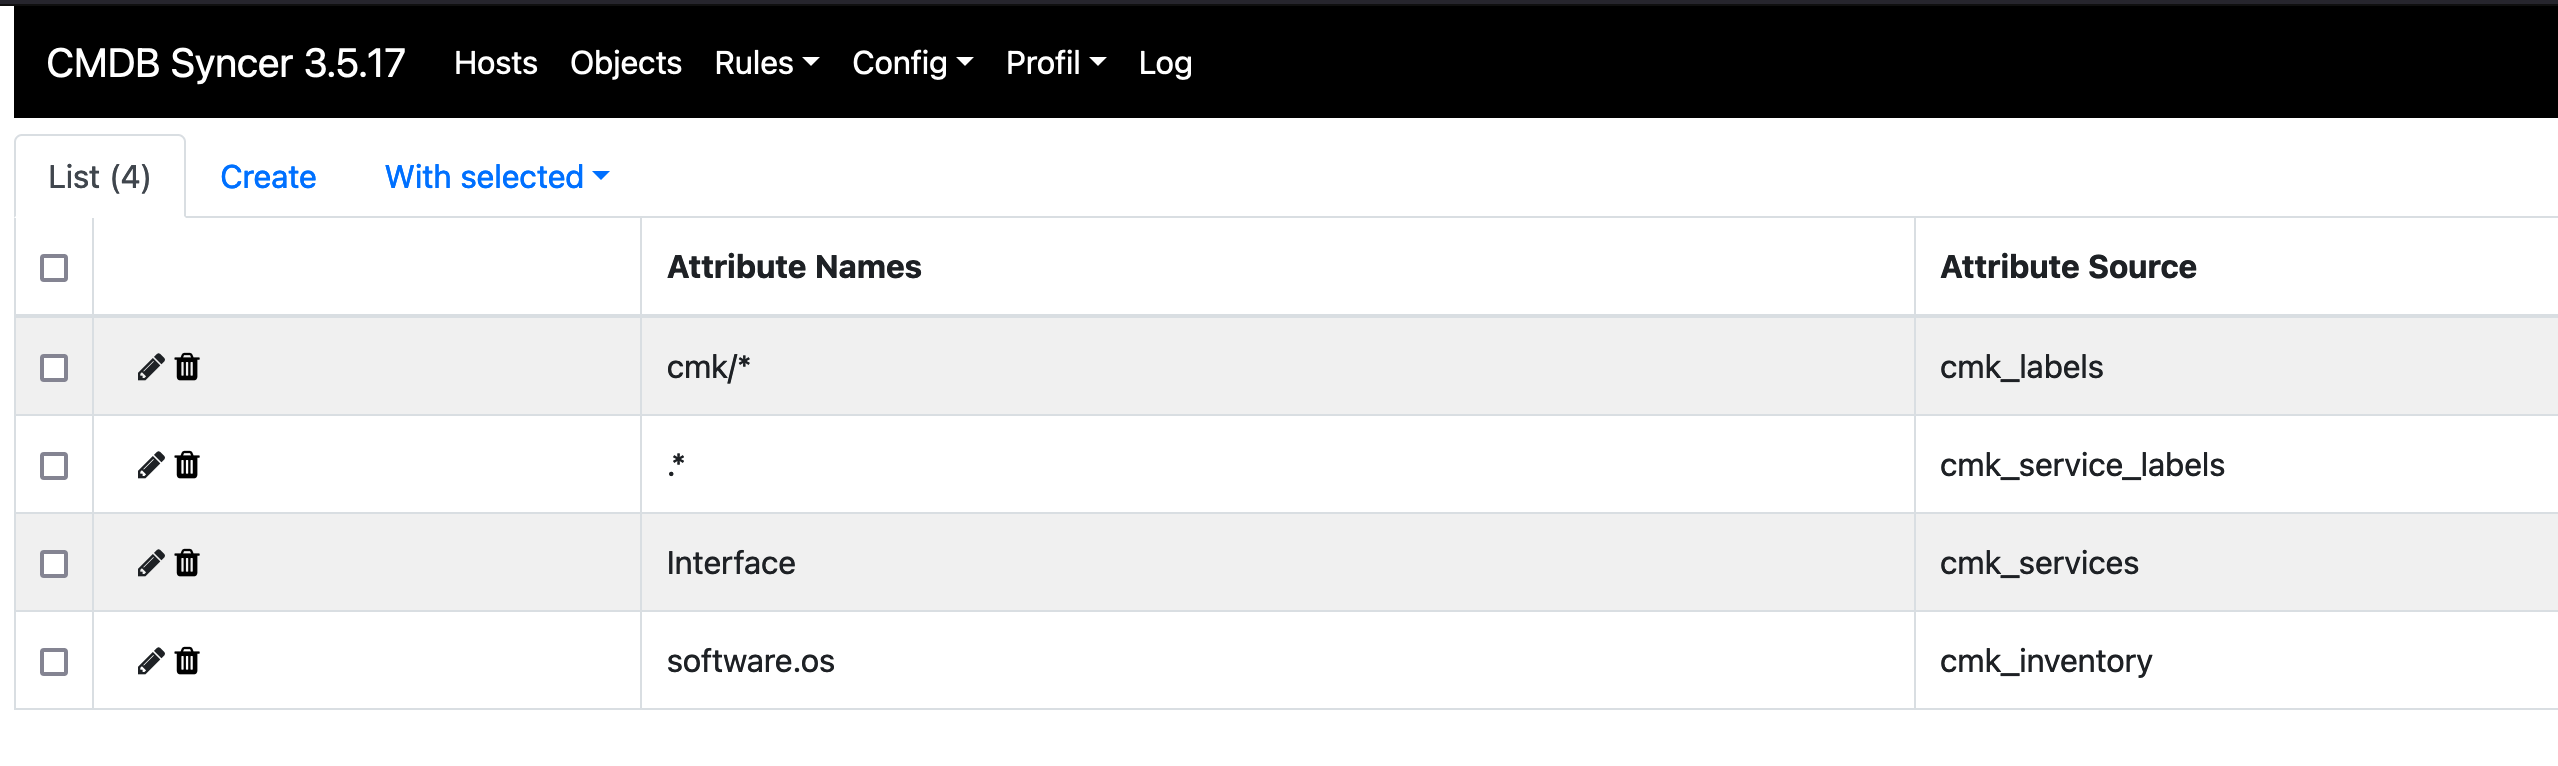 CMDB Syncer 3.5.17 Hosts Objects Rules Config Profil Log
List (4) Create With selected
Attribute Names Attribute Source
cmk/* cmk_labels
.* cmk_service_labels
Interface cmk_services
software.os cmk_inventory